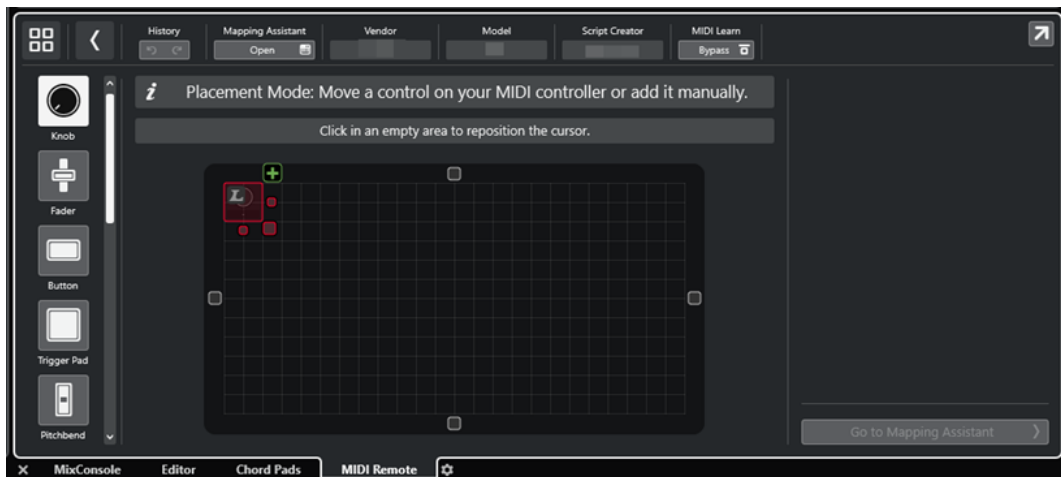 History
Mapping Assistant
Vendor
Model
Script Creator
MIDI Learn
Open
Bypass
i Placement Mode: Move a control on your MIDI controller or add it manually.
Click in an empty area to reposition the cursor.
Knob
L
Fader
Button
Trigger Pad
Pitchbend
Go to Mapping Assistant
MixConsole
Editor
Chord Pads
MIDI Remote